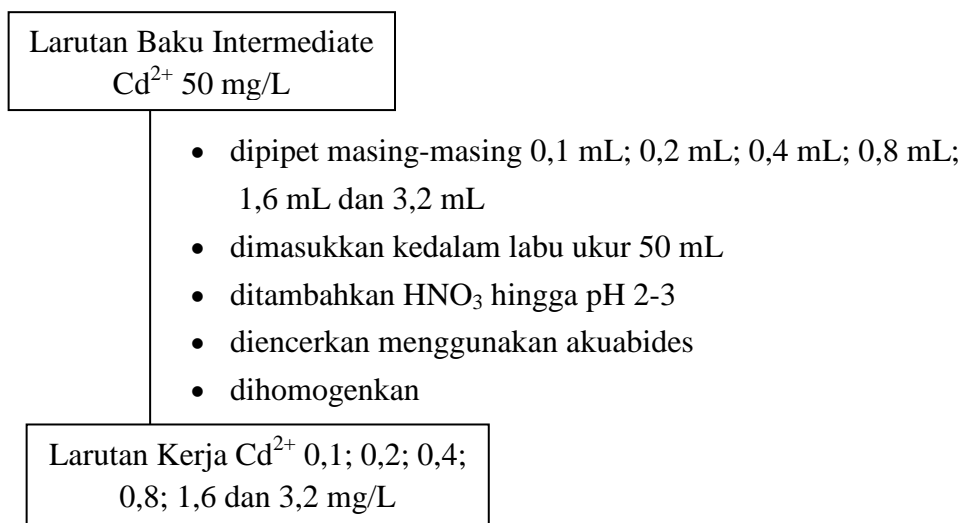 Larutan Baku Intermediate
Cd²⁺ 50 mg/L
• dipipet masing-masing 0,1 mL; 0,2 mL; 0,4 mL; 0,8 mL;
1,6 mL dan 3,2 mL
• dimasukkan kedalam labu ukur 50 mL
• ditambahkan HNO₃ hingga pH 2-3
• diencerkan menggunakan akuabides
• dihomogenkan
Larutan Kerja Cd²⁺ 0,1; 0,2; 0,4;
0,8; 1,6 dan 3,2 mg/L